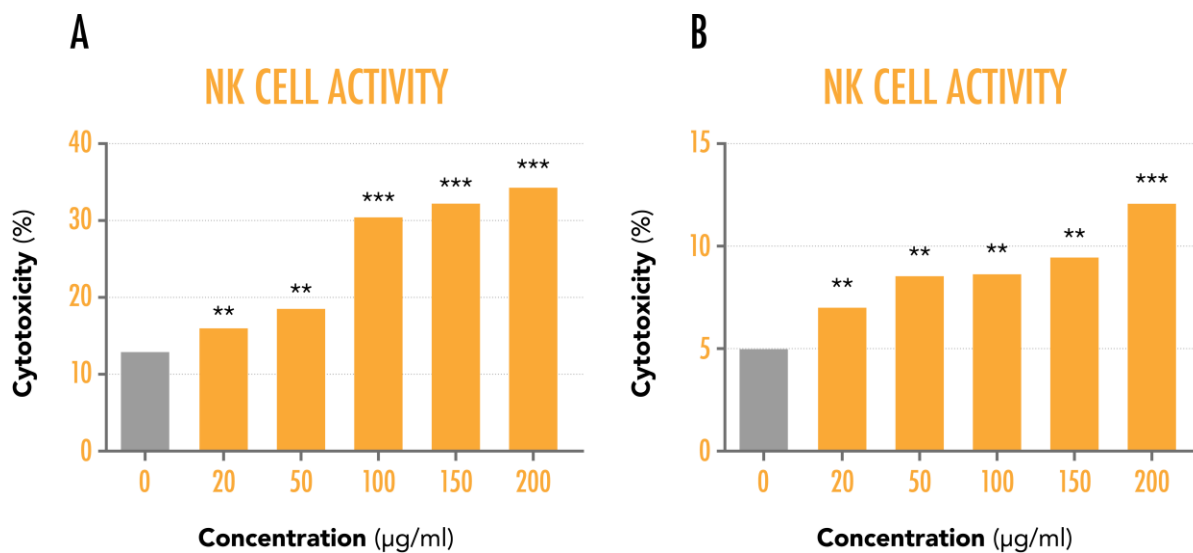 A
NK CELL ACTIVITY
40
30
20
10
0
Cytotoxicity (%)
**
**
***
***
***
0 20 50 100 150 200
Concentration (µg/ml)
B
NK CELL ACTIVITY
15
10
5
0
Cytotoxicity (%)
**
**
**
**
***
0 20 50 100 150 200
Concentration (µg/ml)